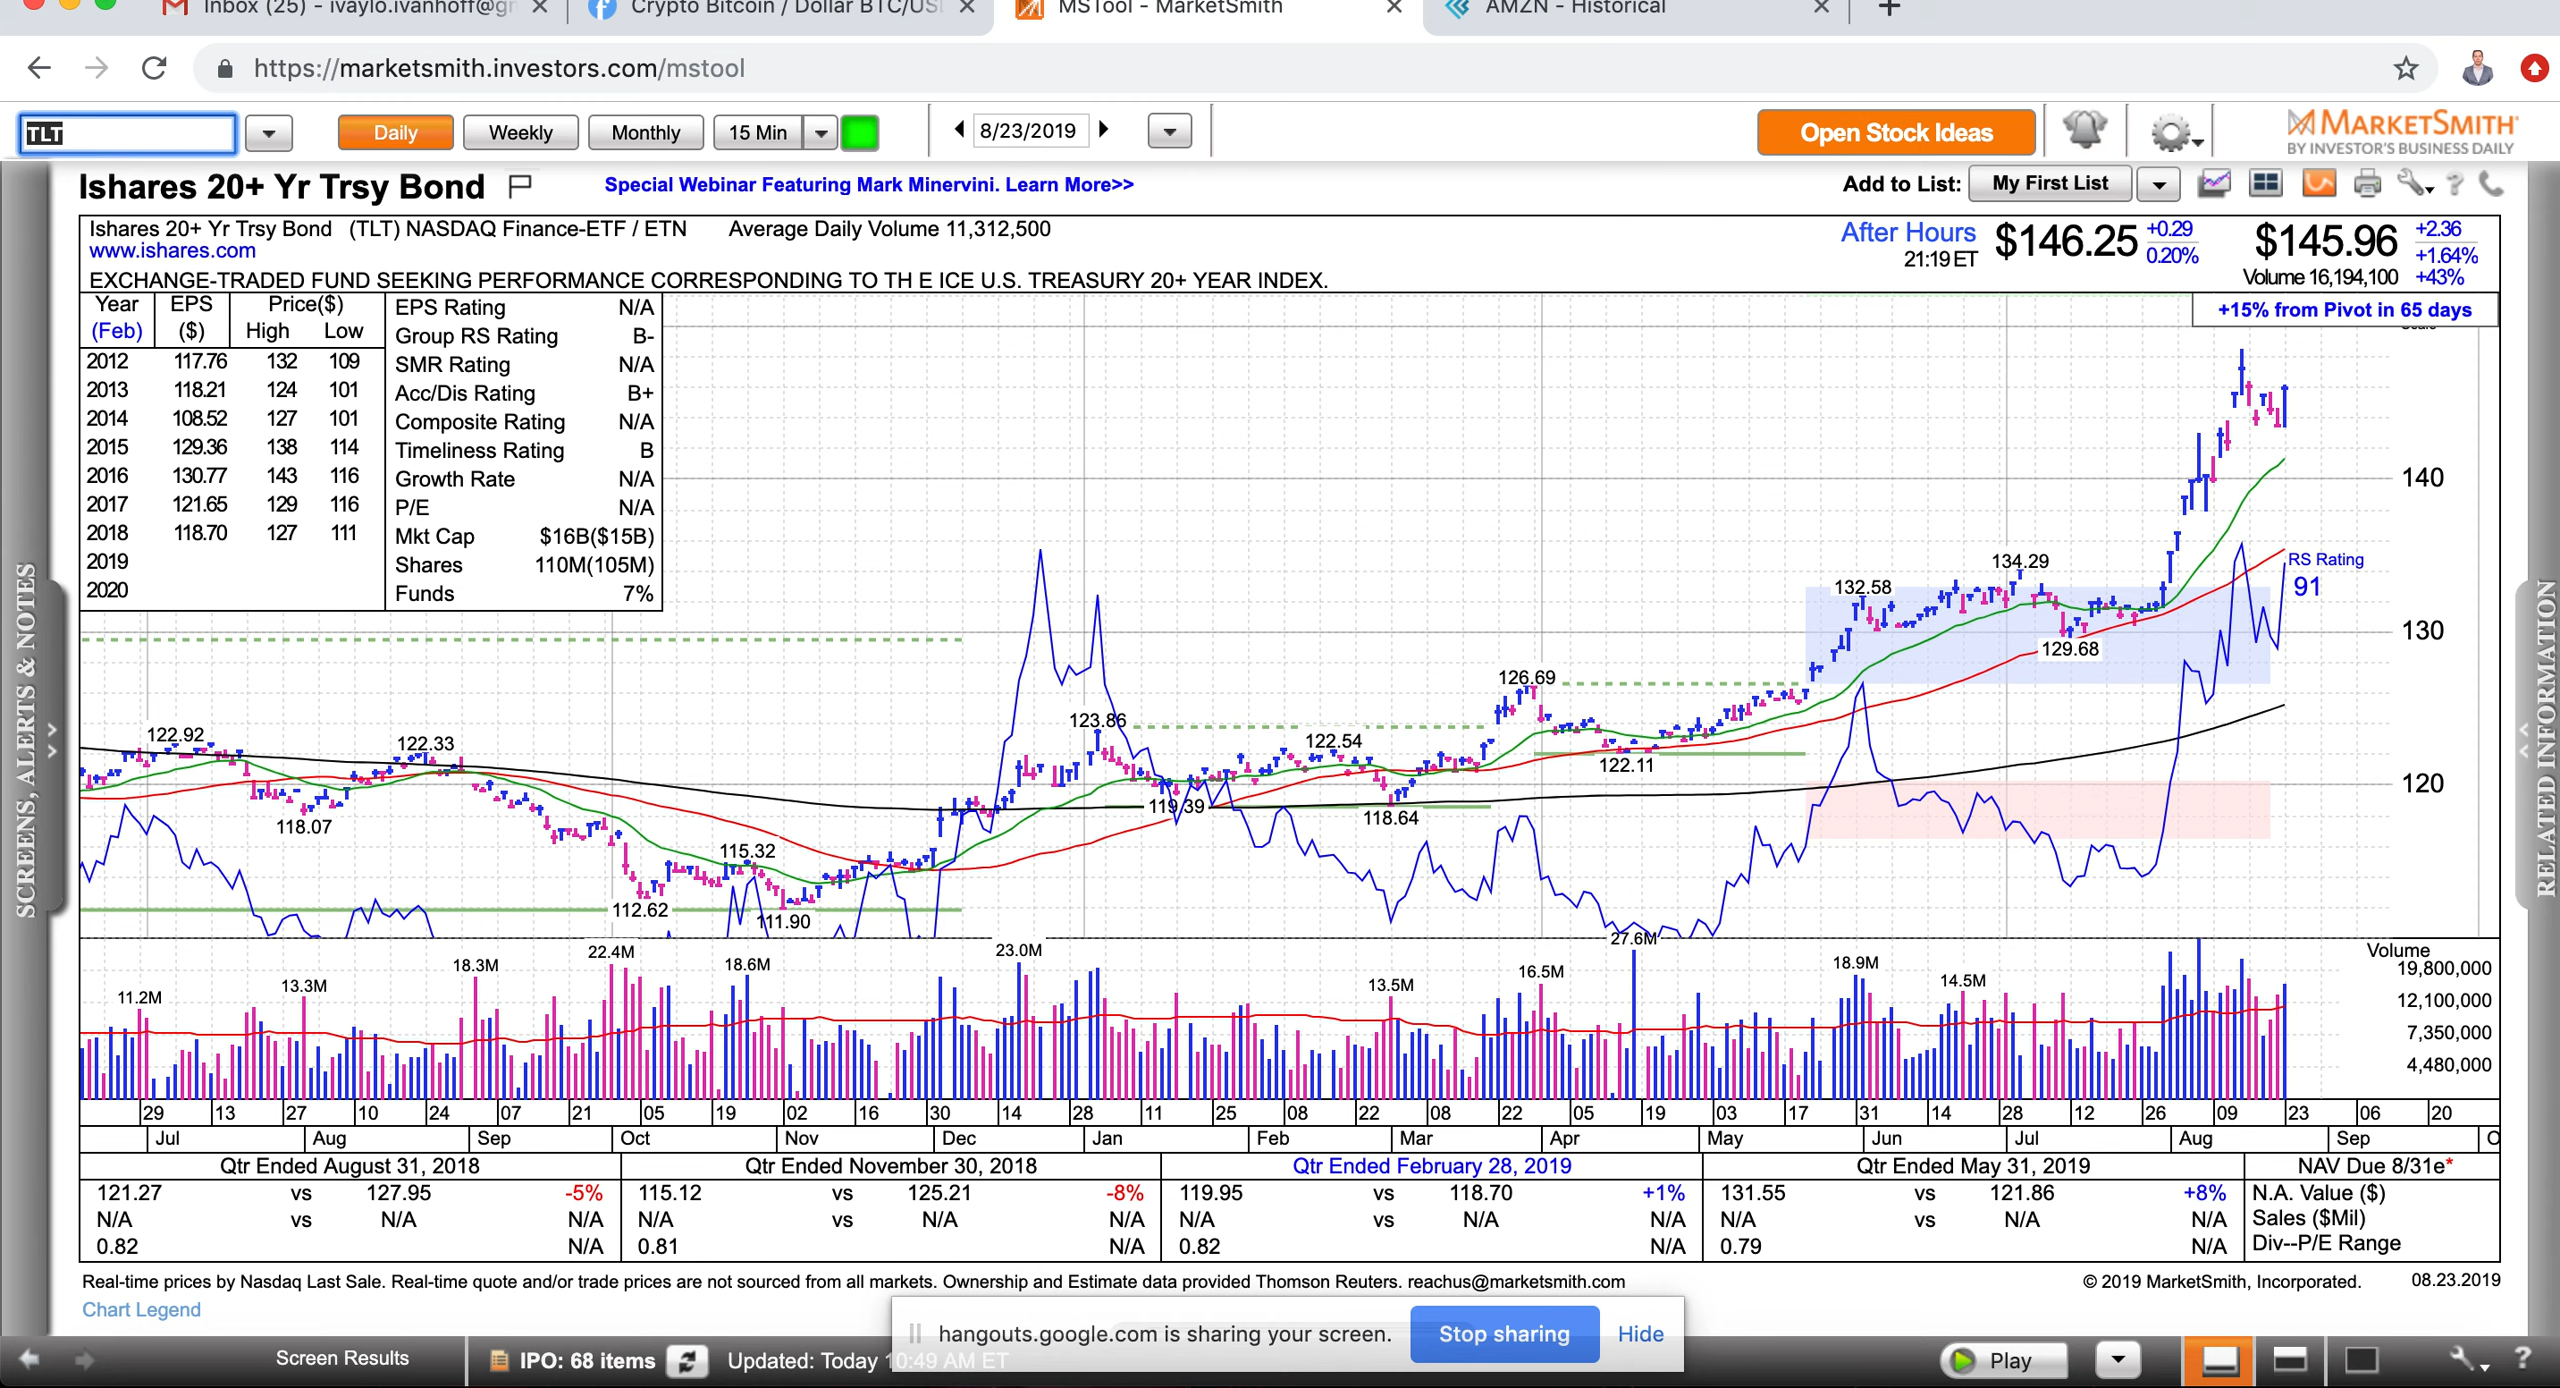 Inbox (25) - ivaylo.ivanhoff@g
Crypto Bitcoin / Dollar BTC/US
MSTool - MarketSmith
AMZN - Historical
https://marketsmith.investors.com/mstool
TLT
Daily
Weekly
Monthly
15 Min
8/23/2019
Open Stock Ideas
MARKETSMITH
BY INVESTOR'S BUSINESS DAILY
Ishares 20+ Yr Trsy Bond
Special Webinar Featuring Mark Minervini. Learn More>>
Add to List: My First List
Ishares 20+ Yr Trsy Bond (TLT) NASDAQ Finance-ETF / ETN Average Daily Volume 11,312,500
www.ishares.com
EXCHANGE-TRADED FUND SEEKING PERFORMANCE CORRESPONDING TO TH E ICE U.S. TREASURY 20+ YEAR INDEX.
After Hours $146.25 +0.29 0.20%
21:19 ET
$145.96 +2.36 +1.64%
Volume 16,194,100 +43%
+15% from Pivot in 65 days
Year EPS Price($)
(Feb) ($) High Low
2012 117.76 132 109
2013 118.21 124 101
2014 108.52 127 101
2015 129.36 138 114
2016 130.77 143 116
2017 121.65 129 116
2018 118.70 127 111
2019
2020
EPS Rating N/A
Group RS Rating B-
SMR Rating N/A
Acc/Dis Rating B+
Composite Rating N/A
Timeliness Rating B
Growth Rate N/A
P/E N/A
Mkt Cap $16B($15B)
Shares 110M(105M)
Funds 7%
140
130
120
RS Rating
91
122.92
118.07
122.33
112.62
115.32
111.90
123.86
119.39
122.54
118.64
126.69
122.11
132.58
134.29
129.68
11.2M
13.3M
18.3M
22.4M
18.6M
23.0M
13.5M
16.5M
27.6M
18.9M
14.5M
Volume
19,800,000
12,100,000
7,350,000
4,480,000
29 13 27 10 24 07 21 05 19 02 16 30 14 28 11 25 08 22 08 22 05 19 03 17 31 14 28 12 26 09 23 06 20
Jul Aug Sep Oct Nov Dec Jan Feb Mar Apr May Jun Jul Aug Sep O
Qtr Ended August 31, 2018 Qtr Ended November 30, 2018 Qtr Ended February 28, 2019 Qtr Ended May 31, 2019 NAV Due 8/31e*
121.27 vs 127.95 -5% 115.12 vs 125.21 -8% 119.95 vs 118.70 +1% 131.55 vs 121.86 +8% N.A. Value ($)
N/A vs N/A N/A N/A vs N/A N/A N/A vs N/A N/A N/A vs N/A N/A Sales ($Mil)
0.82 N/A 0.81 N/A 0.82 N/A 0.79 N/A Div--P/E Range
Real-time prices by Nasdaq Last Sale. Real-time quote and/or trade prices are not sourced from all markets. Ownership and Estimate data provided Thomson Reuters. reachus@marketsmith.com
© 2019 MarketSmith, Incorporated. 08.23.2019
Chart Legend
hangouts.google.com is sharing your screen. Stop sharing Hide
Screen Results
IPO: 68 items
Updated: Today 10:49 AM ET
Play
SCREENS, ALERTS & NOTES
RELATED INFORMATION